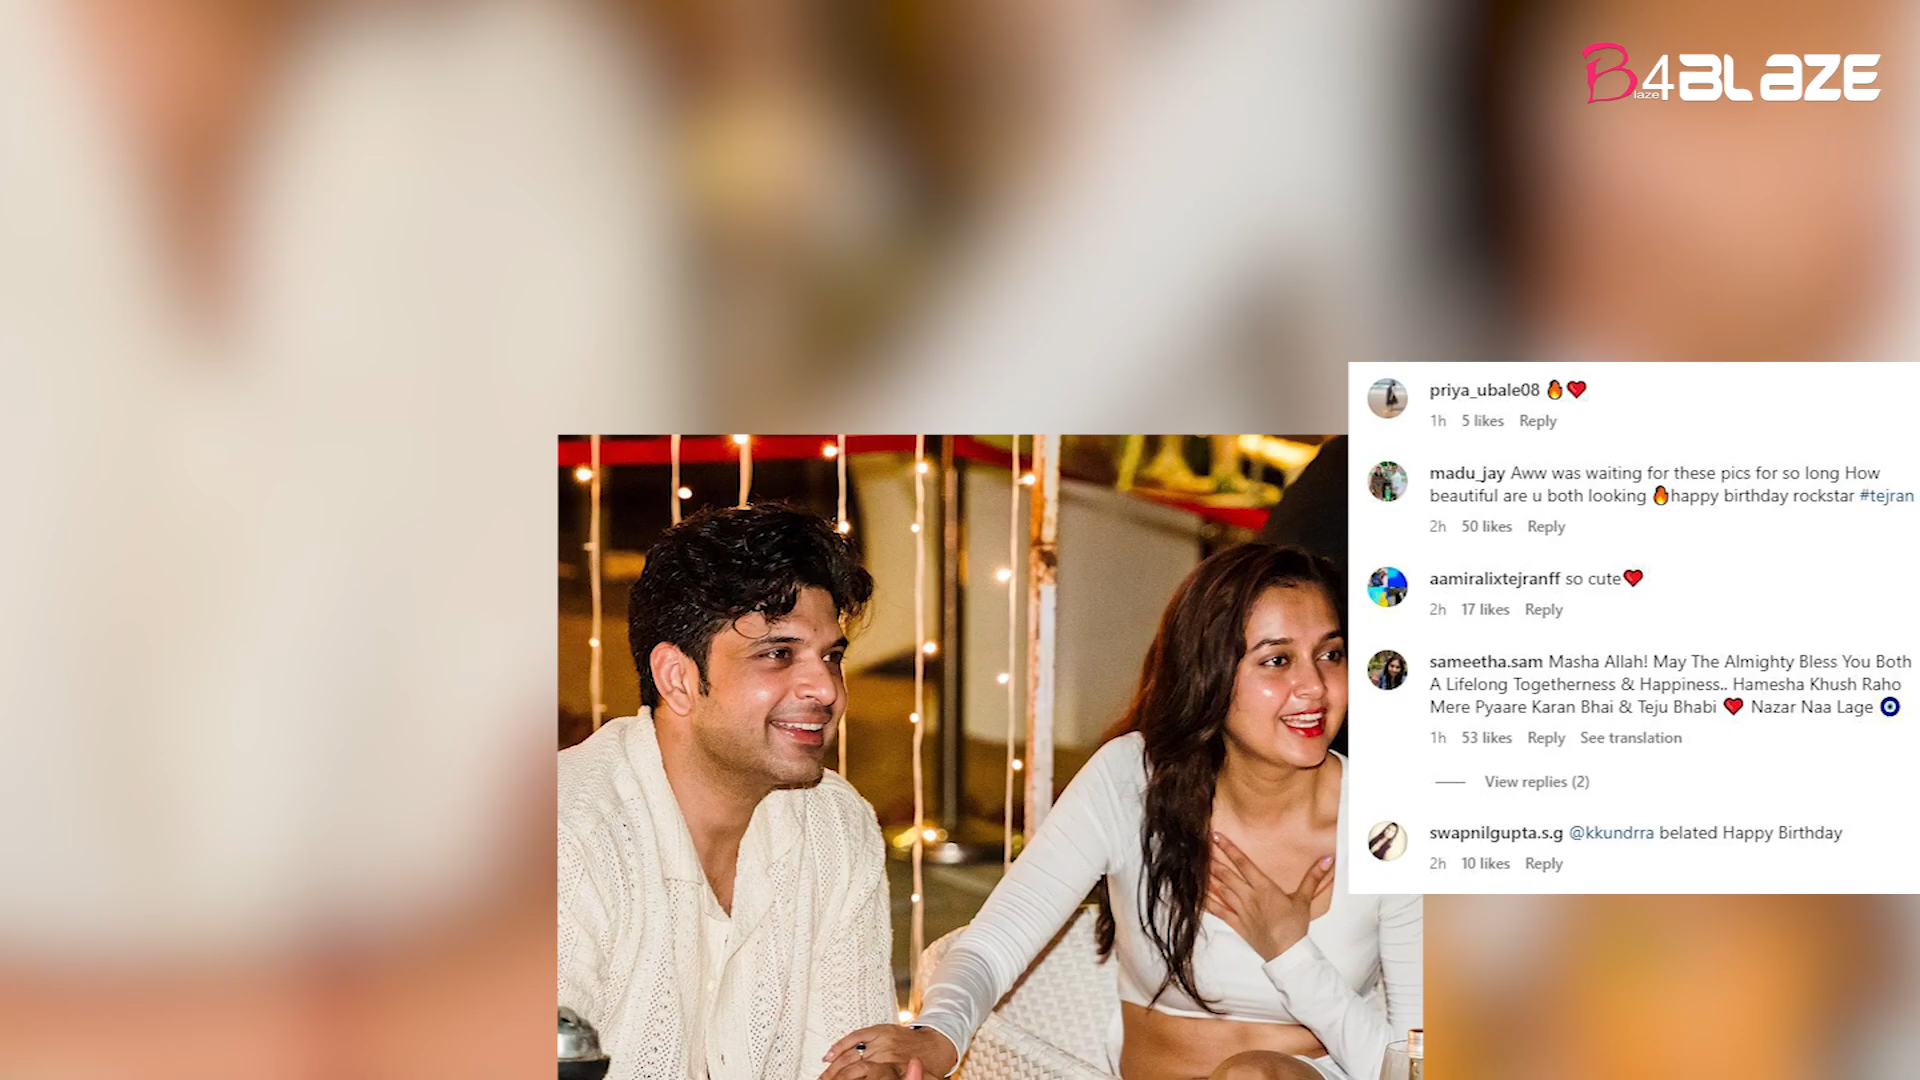 Blaze
4BLAZE
priya_ubale08 🔥❤️
1h 5 likes Reply
madu_jay Aww was waiting for these pics for so long How
beautiful are u both looking 🔥happy birthday rockstar #tejran
2h 50 likes Reply
aamiralixtejranff so cute❤️
2h 17 likes Reply
sameetha.sam Masha Allah! May The Almighty Bless You Both
A Lifelong Togetherness & Happiness.. Hamesha Khush Raho
Mere Pyaare Karan Bhai & Teju Bhabi ❤️ Nazar Naa Lage 🧿
1h 53 likes Reply See translation
View replies (2)
swapnilgupta.s.g @kkundrra belated Happy Birthday
2h 10 likes Reply